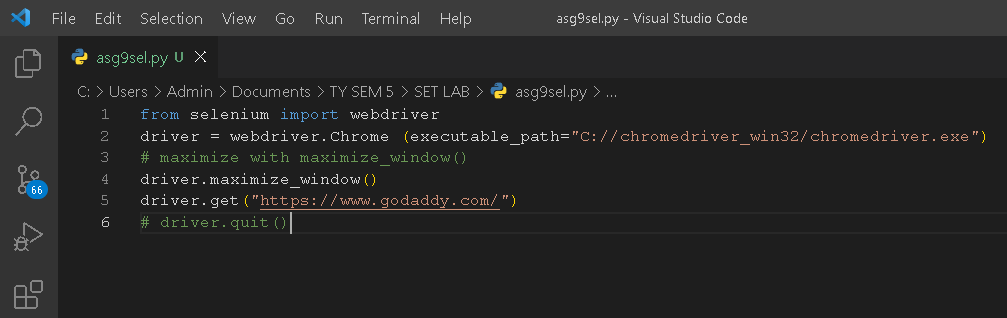 File Edit Selection View Go Run Terminal Help asg9sel.py - Visual Studio Code
asg9sel.py U
C: > Users > Admin > Documents > TY SEM 5 > SET LAB > asg9sel.py > ...
1 from selenium import webdriver
2 driver = webdriver.Chrome (executable_path="C://chromedriver_win32/chromedriver.exe")
3 # maximize with maximize_window()
4 driver.maximize_window()
5 driver.get("https://www.godaddy.com/")
6 # driver.quit()
66